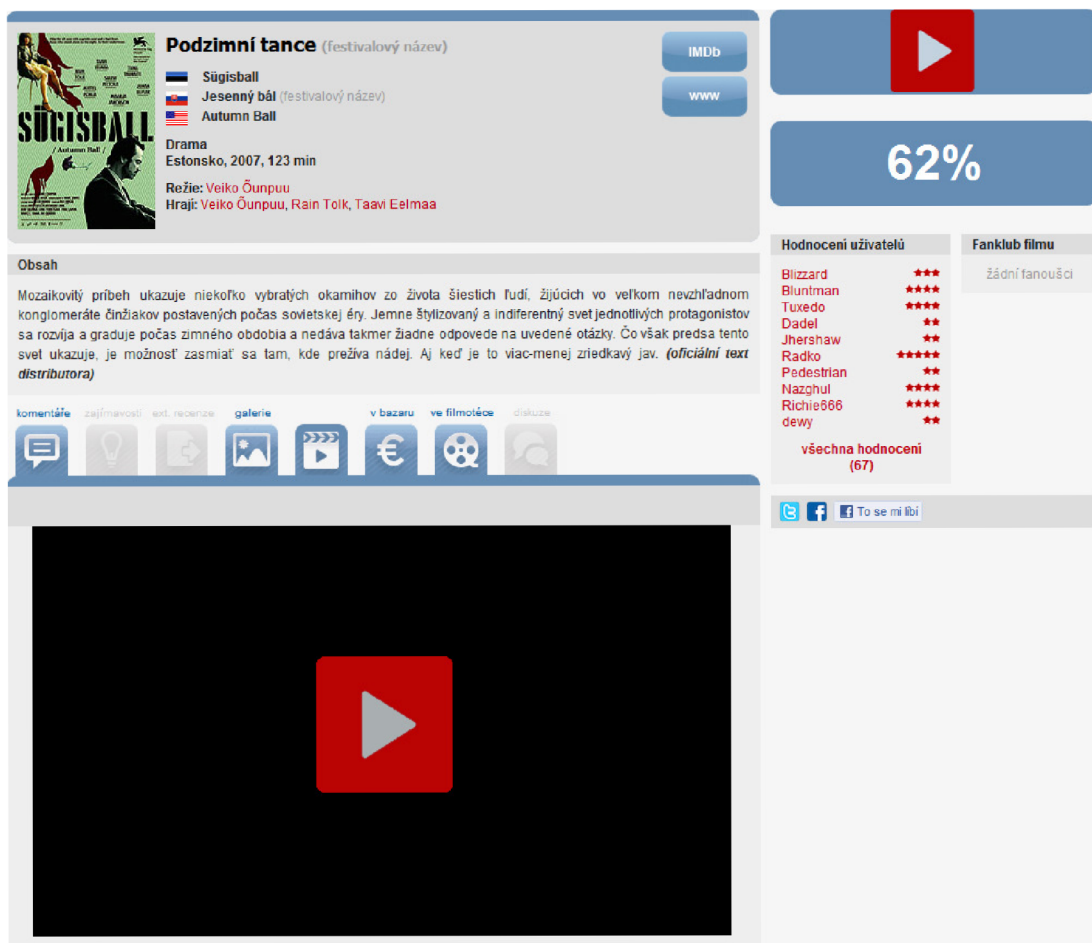 Podzimní tance (festivalový název)
IMDb
Sügisball
Jesenný bál (festivalový název)
www
Autumn Ball
SÜGISBALL
/ Autumn Ball /
Drama
Estonsko, 2007, 123 min
Režie: Veiko Õunpuu
Hrají: Veiko Õunpuu, Rain Tolk, Taavi Eelmaa
62%
Obsah
Mozaikovitý príbeh ukazuje niekoľko vybratých okamihov zo života šiestich ľudí, žijúcich vo veľkom nevzhľadnom
konglomeráte činžiakov postavených počas sovietskej éry. Jemne štylizovaný a indiferentný svet jednotlivých protagonistov
sa rozvíja a graduje počas zimného obdobia a nedáva takmer žiadne odpovede na uvedené otázky. Čo však predsa tento
svet ukazuje, je možnosť zasmiať sa tam, kde prežíva nádej. Aj keď je to viac-menej zriedkavý jav. (oficiální text
distributora)
komentáře zajímavosti ext. recenze galerie v bazaru ve filmotéce diskuze
Hodnocení uživatelů
Blizzard ★★★
Bluntman ★★★★
Tuxedo ★★★★
Dadel ★★
Jhershaw ★★
Radko ★★★★★
Pedestrian ★★
Nazghul ★★★★
Richie666 ★★★★
dewy ★★
všechna hodnocení
(67)
Fanklub filmu
žádní fanoušci
To se mi líbí